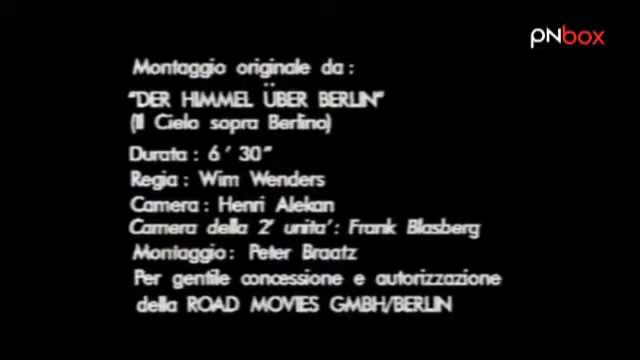 pnbox
Montaggio originale da :
"DER HIMMEL ÜBER BERLIN"
(Il Cielo sopra Berlino)
Durata : 6' 30"
Regia : Wim Wenders
Camera : Henri Alekan
Camera della 2' unita': Frank Blasberg
Montaggio: Peter Braatz
Per gentile concessione e autorizzazione
della ROAD MOVIES GMBH/BERLIN